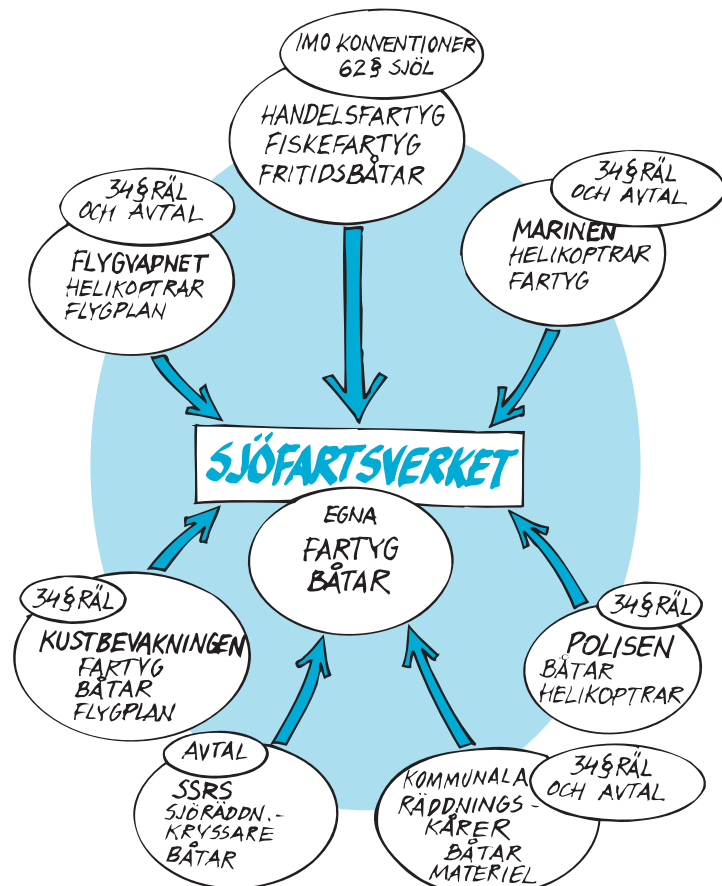 IMO KONVENTIONER
62§ SJÖL
HANDELSFARTYG
FISKEFARTYG
FRITIDSBÅTAR
34§ RÄL
OCH AVTAL
FLYGVAPNET
HELIKOPTRAR
FLYGPLAN
34§ RÄL
OCH AVTAL
MARINEN
HELIKOPTRAR
FARTYG
SJÖFARTSVERKET
EGNA
FARTYG
BÅTAR
34§ RÄL
KUSTBEVAKNINGEN
FARTYG
BÅTAR
FLYGPLAN
34§ RÄL
POLISEN
BÅTAR
HELIKOPTRAR
AVTAL
SSRS
SJÖRÄDDN.-
KRYSSARE
BÅTAR
KOMMUNALA
RÄDDNINGS-
KÅRER
BÅTAR
MATERIEL
34§ RÄL
OCH AVTAL